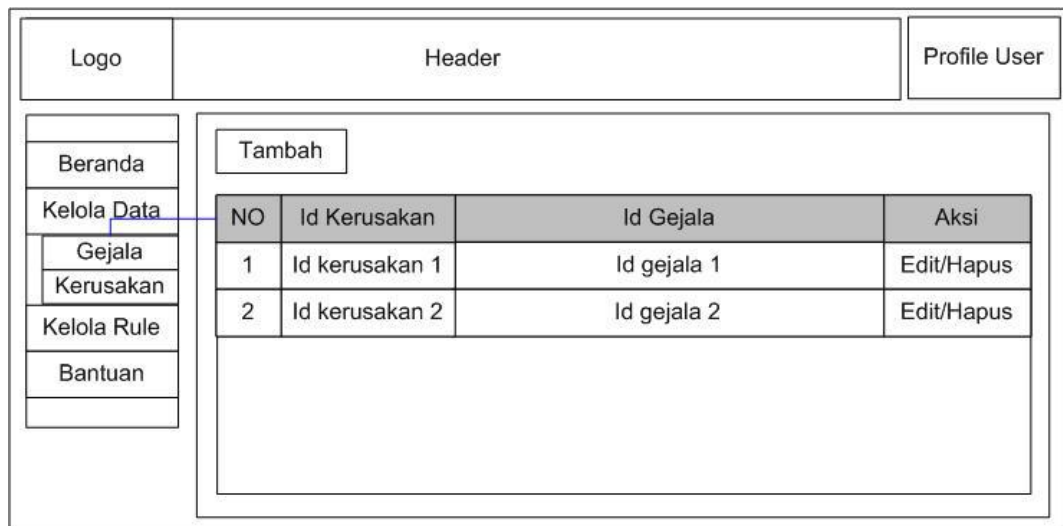 Logo
Header
Profile User
Beranda
Kelola Data
Gejala
Kerusakan
Kelola Rule
Bantuan
Tambah
NO Id Kerusakan Id Gejala Aksi
1 Id kerusakan 1 Id gejala 1 Edit/Hapus
2 Id kerusakan 2 Id gejala 2 Edit/Hapus